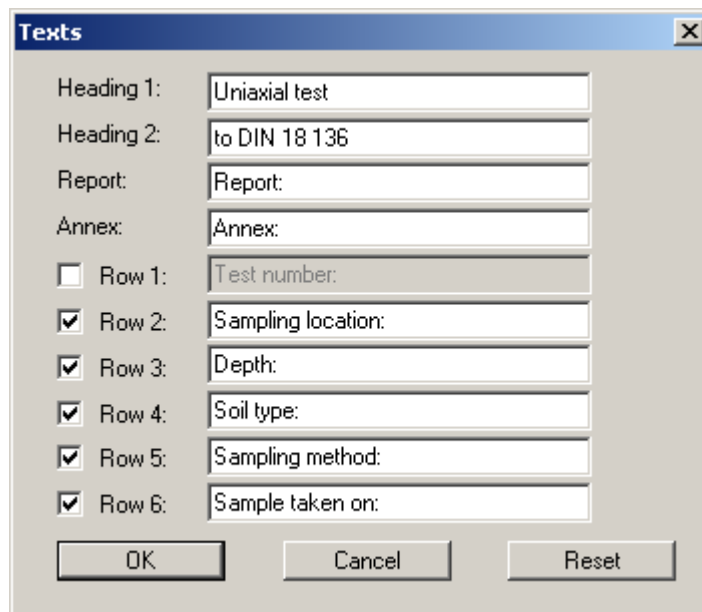 Texts
Heading 1: Uniaxial test
Heading 2: to DIN 18 136
Report: Report:
Annex: Annex:
Row 1: Test number:
Row 2: Sampling location:
Row 3: Depth:
Row 4: Soil type:
Row 5: Sampling method:
Row 6: Sample taken on:
OK Cancel Reset